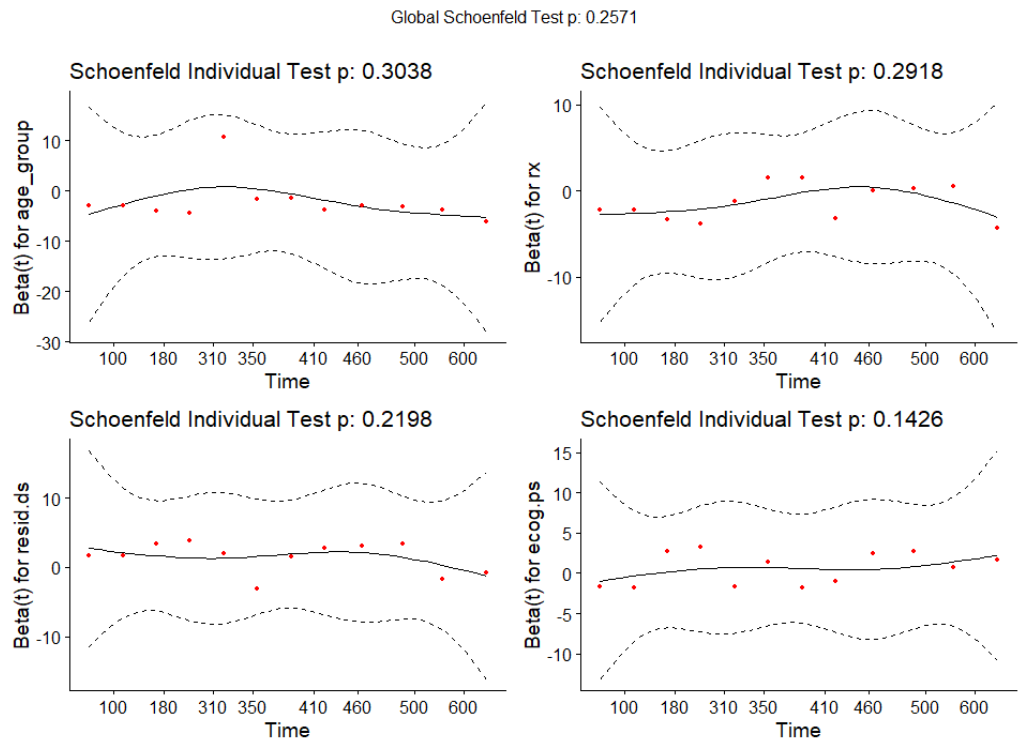 Global Schoenfeld Test p: 0.2571
Schoenfeld Individual Test p: 0.3038
Beta(t) for age_group
10
0
-10
-20
-30
100 180 310 350 410 460 500 600
Time
Schoenfeld Individual Test p: 0.2918
Beta(t) for rx
10
0
-10
100 180 310 350 410 460 500 600
Time
Schoenfeld Individual Test p: 0.2198
Beta(t) for resid.ds
10
0
-10
100 180 310 350 410 460 500 600
Time
Schoenfeld Individual Test p: 0.1426
Beta(t) for ecog.ps
15
10
5
0
-5
-10
100 180 310 350 410 460 500 600
Time